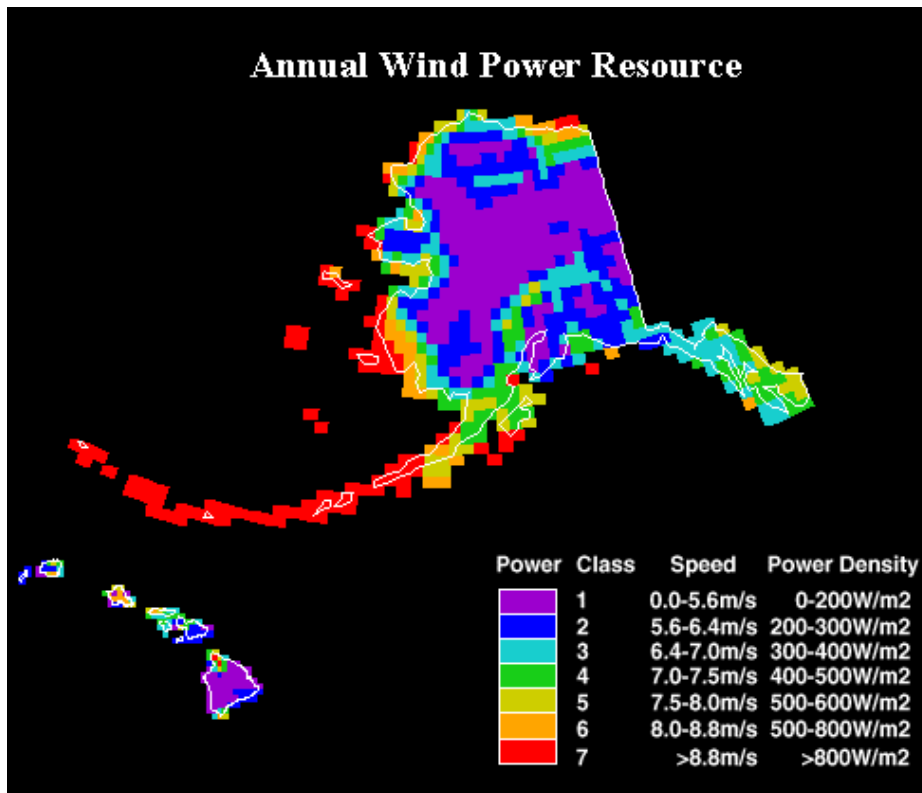 Annual Wind Power Resource
Power Class Speed Power Density
1 0.0-5.6m/s 0-200W/m2
2 5.6-6.4m/s 200-300W/m2
3 6.4-7.0m/s 300-400W/m2
4 7.0-7.5m/s 400-500W/m2
5 7.5-8.0m/s 500-600W/m2
6 8.0-8.8m/s 500-800W/m2
7 >8.8m/s >800W/m2